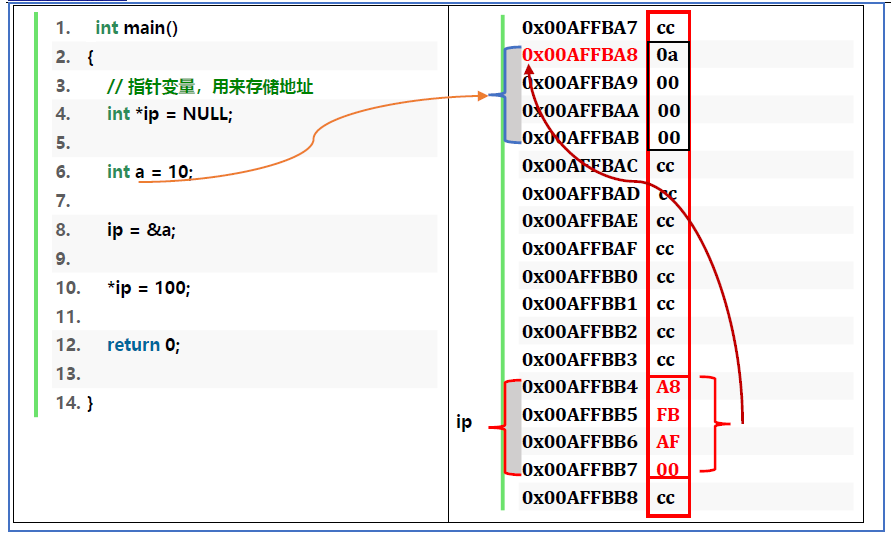 1. int main()
2. {
3. // 指针变量，用来存储地址
4. int *ip = NULL;
5.
6. int a = 10;
7.
8. ip = &a;
9.
10. *ip = 100;
11.
12. return 0;
13.
14. }
0x00AFFBA7 cc
0x00AFFBA8 0a
0x00AFFBA9 00
0x00AFFBAA 00
0x00AFFBAB 00
0x00AFFBAC cc
0x00AFFBAD cc
0x00AFFBAE cc
0x00AFFBAF cc
0x00AFFBB0 cc
0x00AFFBB1 cc
0x00AFFBB2 cc
0x00AFFBB3 cc
0x00AFFBB4 A8
0x00AFFBB5 FB
ip
0x00AFFBB6 AF
0x00AFFBB7 00
0x00AFFBB8 cc